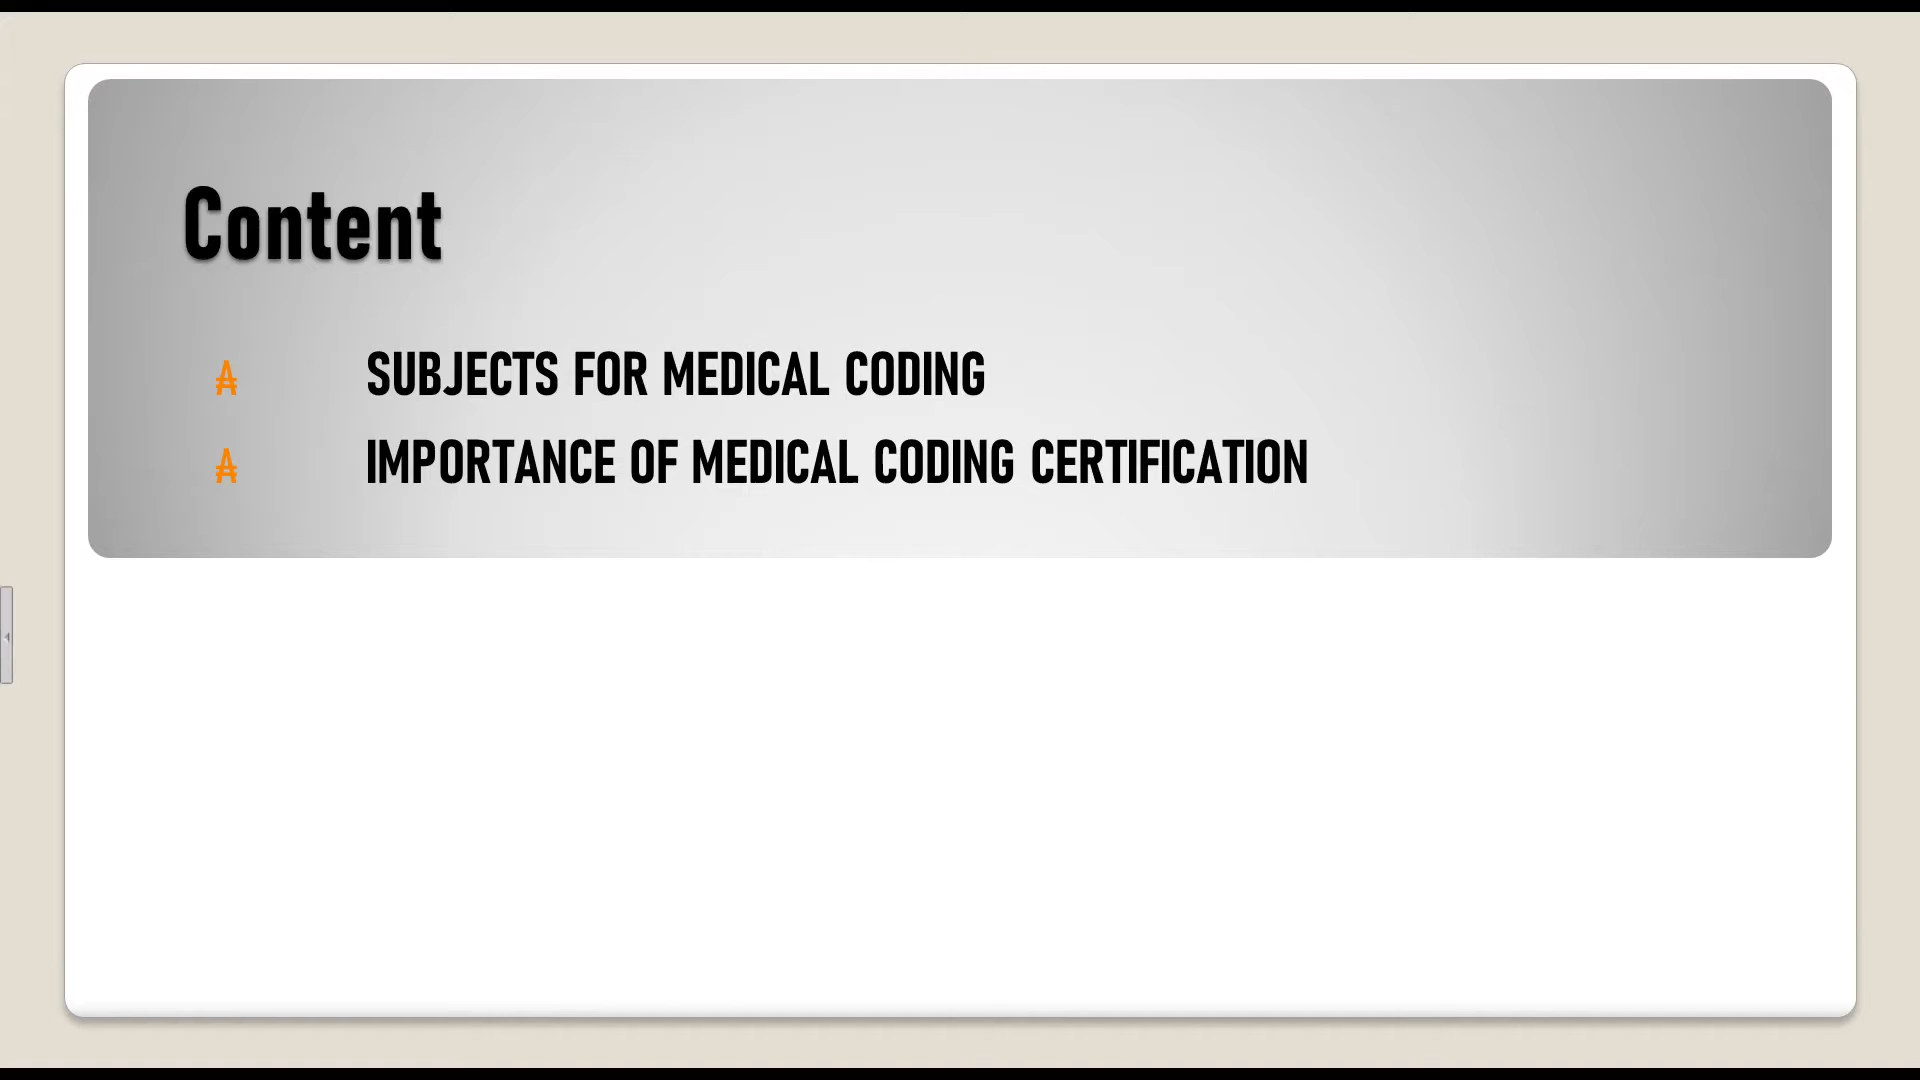 Content
₳ SUBJECTS FOR MEDICAL CODING
₳ IMPORTANCE OF MEDICAL CODING CERTIFICATION